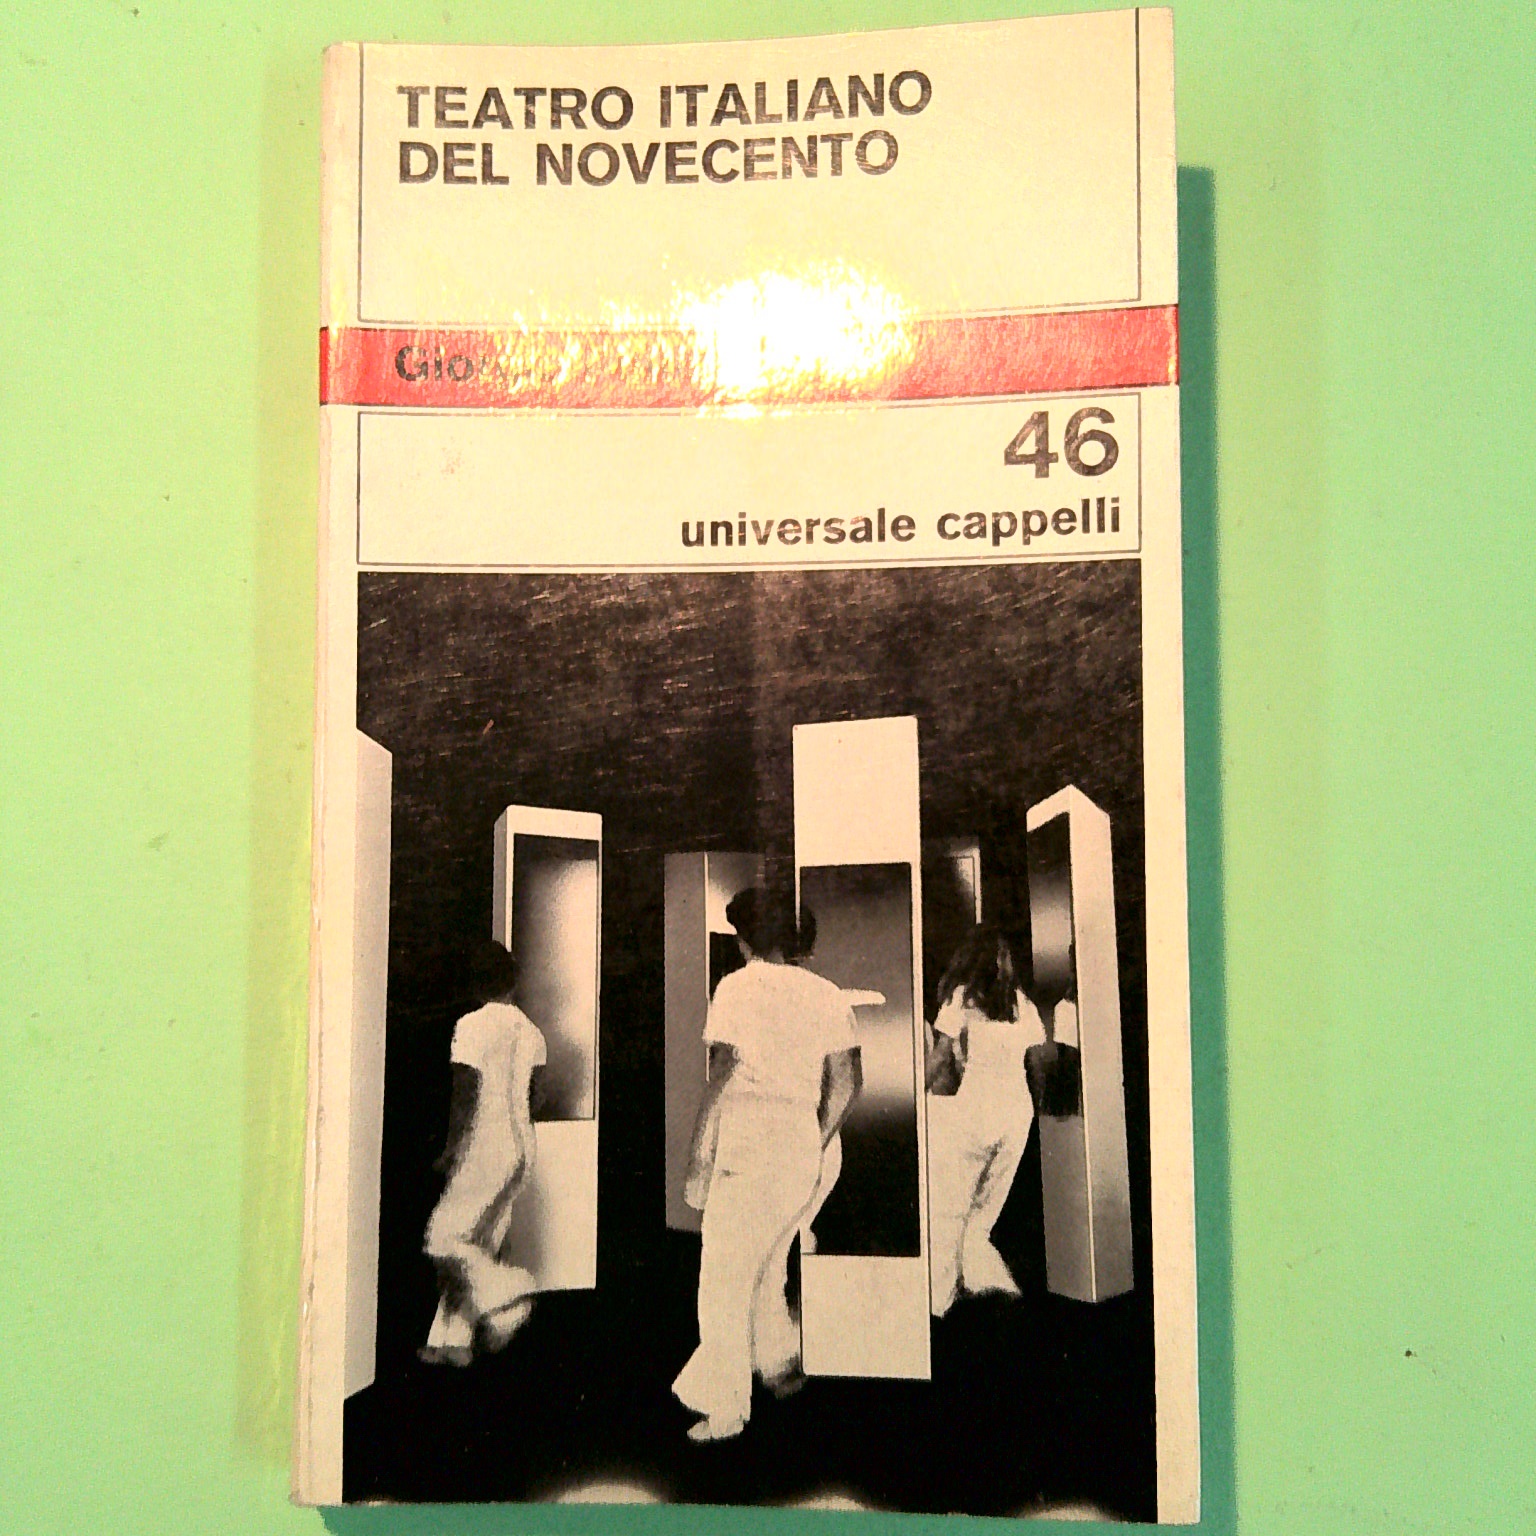 TEATRO ITALIANO
DEL NOVECENTO
46
universale cappelli